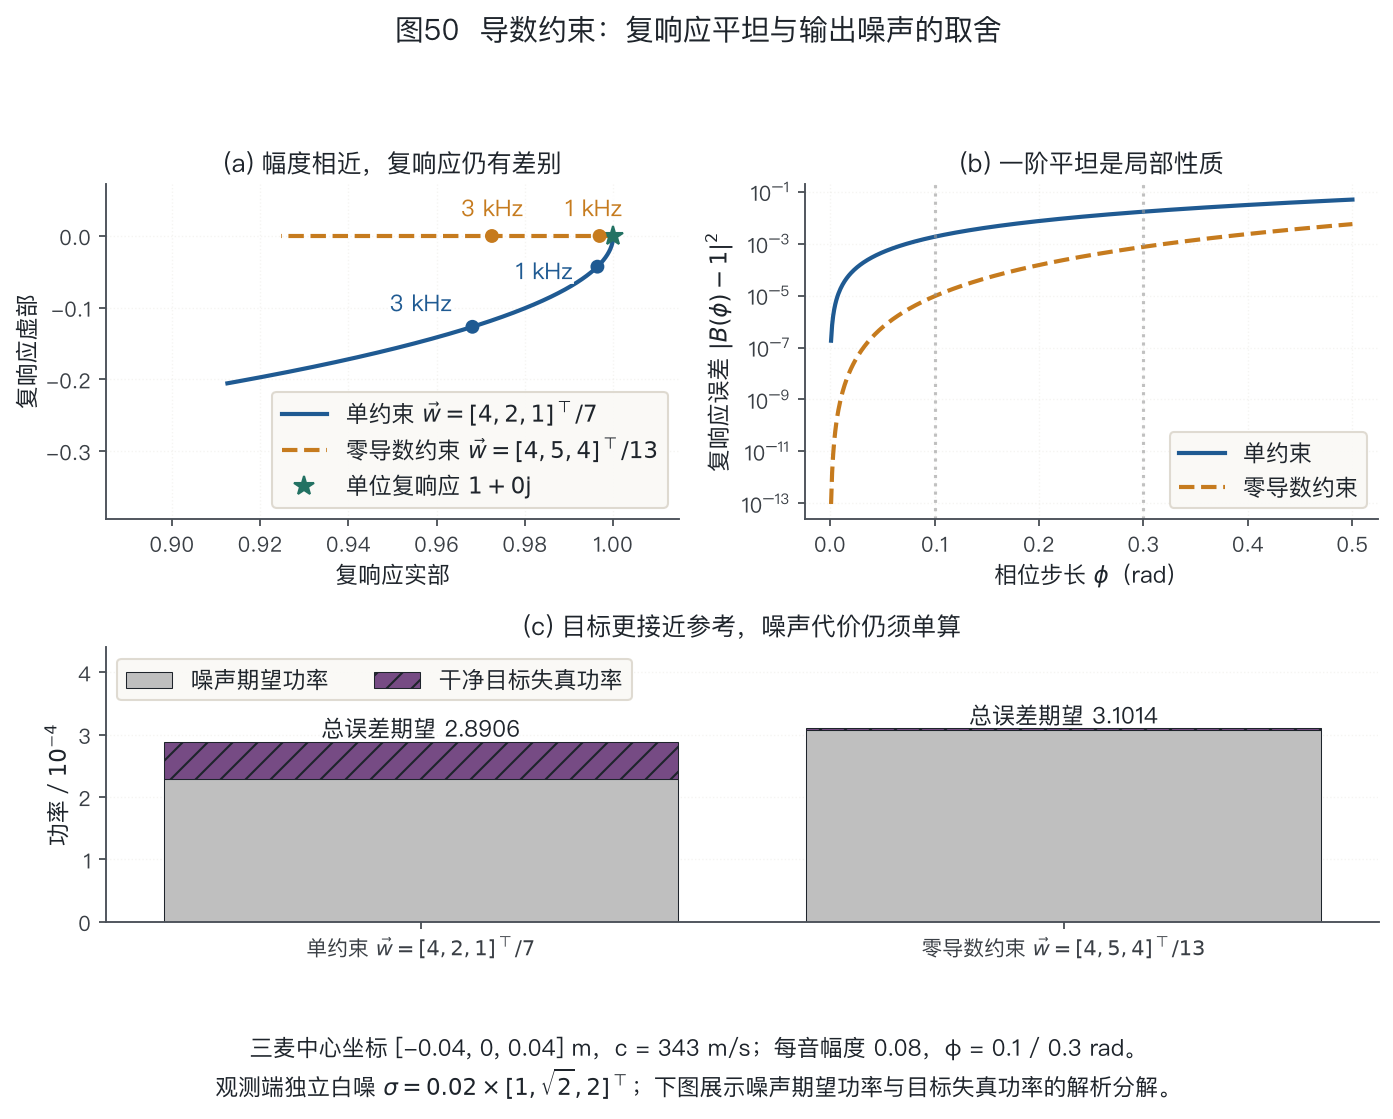 图50 导数约束：复响应平坦与输出噪声的取舍
(a) 幅度相近，复响应仍有差别
复响应虚部
0.0
−0.1
−0.2
−0.3
3 kHz
1 kHz
1 kHz
3 kHz
单约束 $\vec{w} = [4, 2, 1]^\top/7$
零导数约束 $\vec{w} = [4, 5, 4]^\top/13$
单位复响应 1 + 0j
0.90 0.92 0.94 0.96 0.98 1.00
复响应实部
(b) 一阶平坦是局部性质
复响应误差 $|B(\phi) - 1|^2$
$10^{-1}$
$10^{-3}$
$10^{-5}$
$10^{-7}$
$10^{-9}$
$10^{-11}$
$10^{-13}$
单约束
零导数约束
0.0 0.1 0.2 0.3 0.4 0.5
相位步长 $\phi$（rad）
(c) 目标更接近参考，噪声代价仍须单算
功率 / $10^{-4}$
4
3
2
1
0
噪声期望功率 干净目标失真功率
总误差期望 2.8906
总误差期望 3.1014
单约束 $\vec{w} = [4, 2, 1]^\top/7$
零导数约束 $\vec{w} = [4, 5, 4]^\top/13$
三麦中心坐标 [−0.04, 0, 0.04] m，c = 343 m/s；每音幅度 0.08，ϕ = 0.1 / 0.3 rad。
观测端独立白噪 $\sigma = 0.02 \times [1, \sqrt{2}, 2]^\top$；下图展示噪声期望功率与目标失真功率的解析分解。